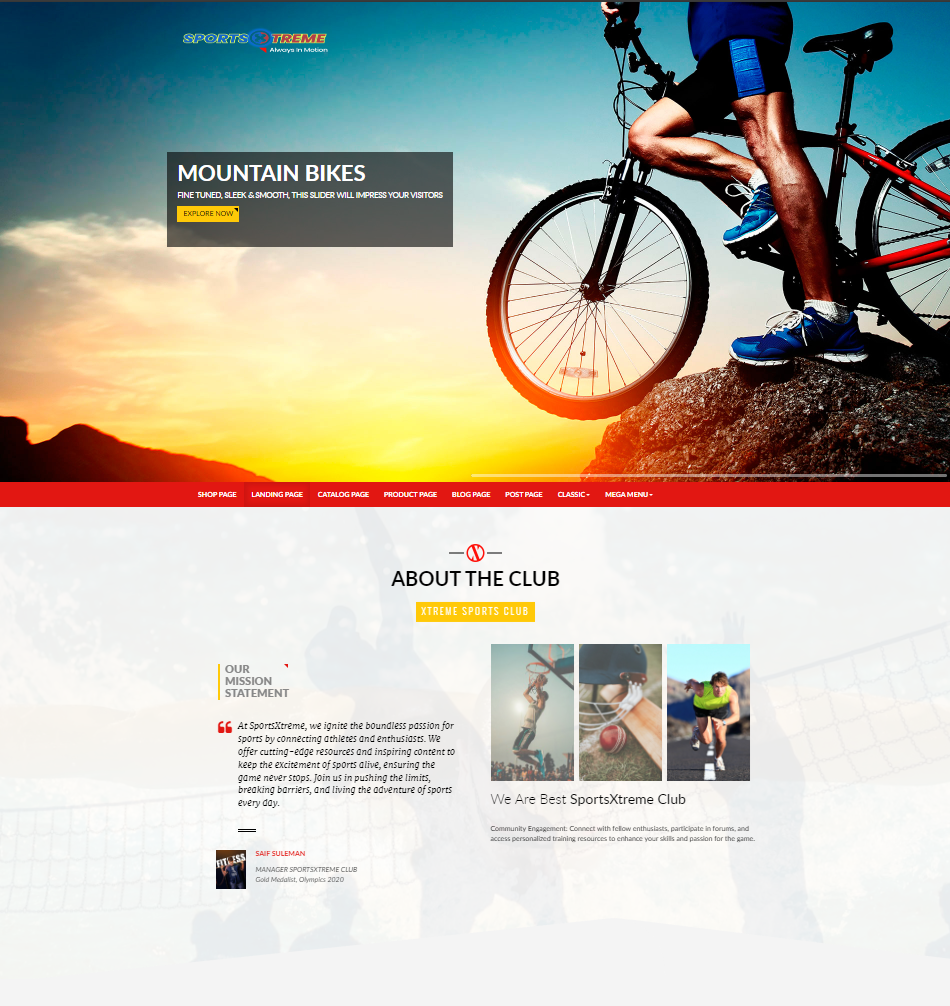 SPORTS XTREME
Always in Motion
MOUNTAIN BIKES
FINE TUNED, SLEEK & SMOOTH, THIS SLIDER WILL IMPRESS YOUR VISITORS
EXPLORE NOW
SHOP PAGE LANDING PAGE CATALOG PAGE PRODUCT PAGE BLOG PAGE POST PAGE CLASSIC MEGA MENU
ABOUT THE CLUB
XTREME SPORTS CLUB
OUR
MISSION
STATEMENT
At SportsXtreme, we ignite the boundless passion for
sports by connecting athletes and enthusiasts. We
offer cutting-edge resources and inspiring content to
keep the excitement of sports alive, ensuring the
game never stops. Join us in pushing the limits,
breaking barriers, and living the adventure of sports
every day.
FITNESS
SAIF SULEMAN
MANAGER SPORTSXTREME CLUB
Gold Medalist, Olympics 2020
We Are Best SportsXtreme Club
Community Engagement: Connect with fellow enthusiasts, participate in forums, and
access personalized training resources to enhance your skills and passion for the game.